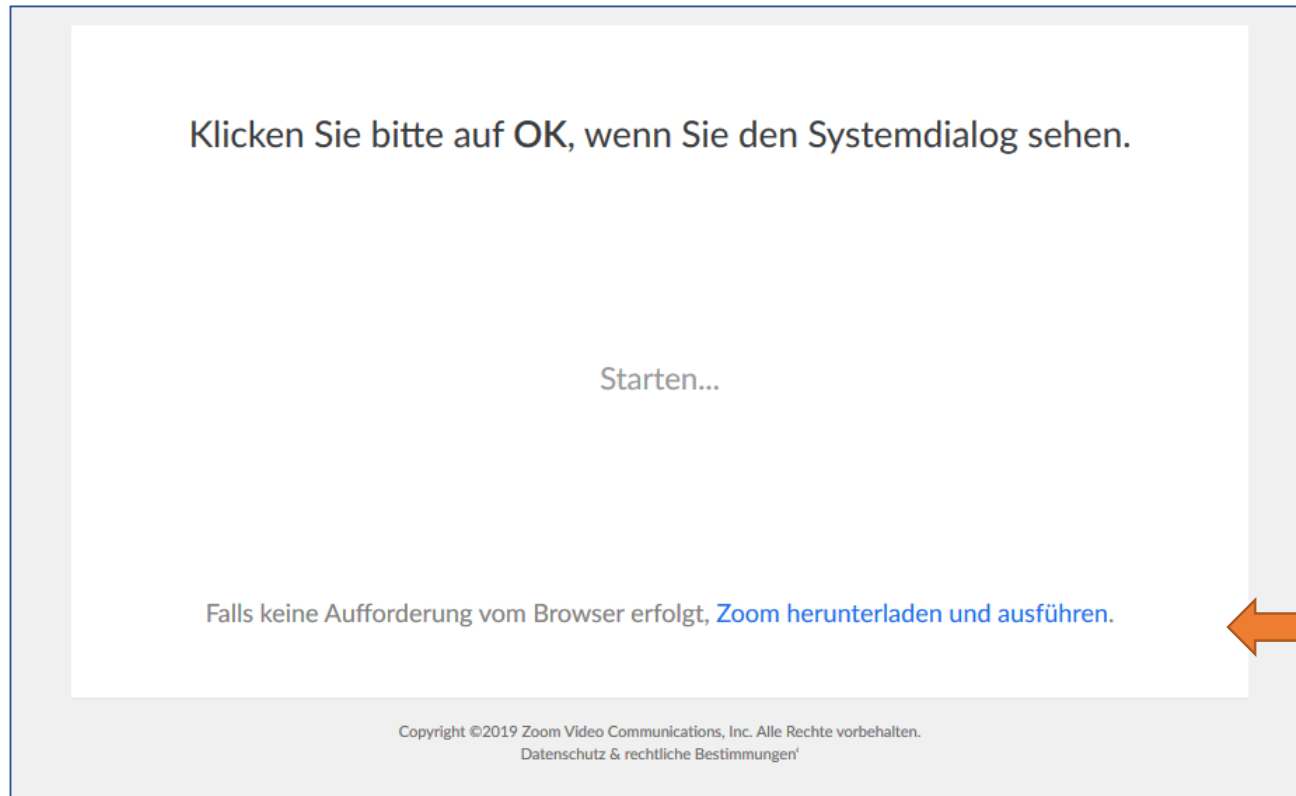 Klicken Sie bitte auf OK, wenn Sie den Systemdialog sehen.
Starten...
Falls keine Aufforderung vom Browser erfolgt, Zoom herunterladen und ausführen.
Copyright ©2019 Zoom Video Communications, Inc. Alle Rechte vorbehalten.
Datenschutz & rechtliche Bestimmungen'